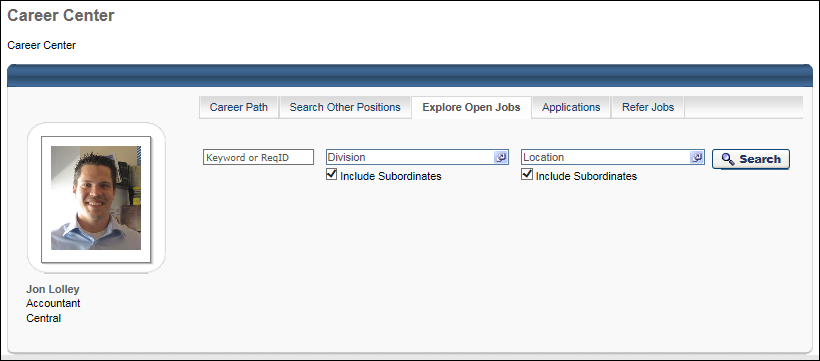 Career Center
Career Center
Career Path Search Other Positions Explore Open Jobs Applications Refer Jobs
Keyword or ReqID Division Location Search
Include Subordinates Include Subordinates
Jon Lolley
Accountant
Central